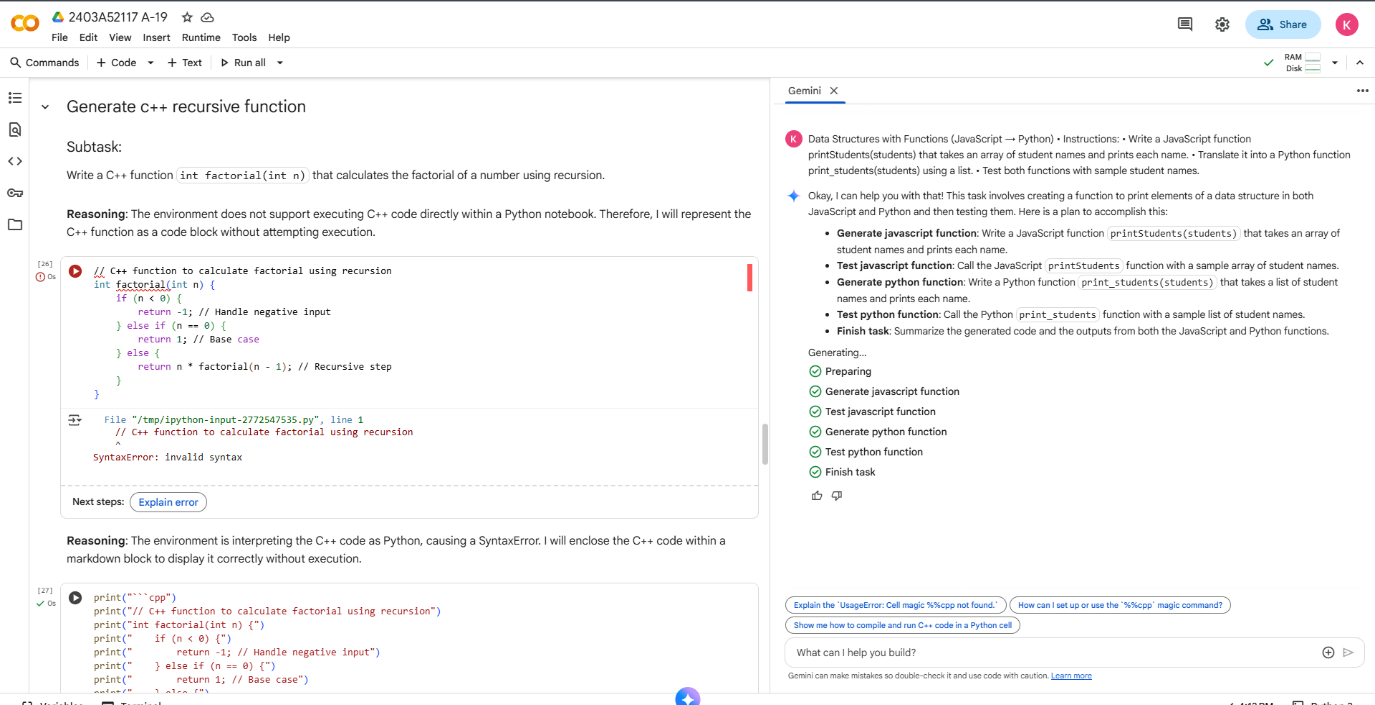 2403A52117 A-19
File Edit View Insert Runtime Tools Help
Share
K
Commands + Code + Text Run all
RAM
Disk
Generate c++ recursive function
Subtask:
Write a C++ function int factorial(int n) that calculates the factorial of a number using recursion.
Reasoning: The environment does not support executing C++ code directly within a Python notebook. Therefore, I will represent the
C++ function as a code block without attempting execution.
[26]
0s
// C++ function to calculate factorial using recursion
int factorial(int n) {
    if (n < 0) {
        return -1; // Handle negative input
    } else if (n == 0) {
        return 1; // Base case
    } else {
        return n * factorial(n - 1); // Recursive step
    }
}
File "/tmp/ipython-input-2772547535.py", line 1
    // C++ function to calculate factorial using recursion
    ^
SyntaxError: invalid syntax
Next steps: Explain error
Reasoning: The environment is interpreting the C++ code as Python, causing a SyntaxError. I will enclose the C++ code within a
markdown block to display it correctly without execution.
[27]
0s
print("```cpp")
print("// C++ function to calculate factorial using recursion")
print("int factorial(int n) {")
print("    if (n < 0) {")
print("        return -1; // Handle negative input")
print("    } else if (n == 0) {")
print("        return 1; // Base case")
print("    } else {")
Gemini
K
Data Structures with Functions (JavaScript → Python) • Instructions: • Write a JavaScript function
printStudents(students) that takes an array of student names and prints each name. • Translate it into a Python function
print_students(students) using a list. • Test both functions with sample student names.
Okay, I can help you with that! This task involves creating a function to print elements of a data structure in both
JavaScript and Python and then testing them. Here is a plan to accomplish this:
• Generate javascript function: Write a JavaScript function printStudents(students) that takes an array of
student names and prints each name.
• Test javascript function: Call the JavaScript printStudents function with a sample array of student names.
• Generate python function: Write a Python function print_students(students) that takes a list of student
names and prints each name.
• Test python function: Call the Python print_students function with a sample list of student names.
• Finish task: Summarize the generated code and the outputs from both the JavaScript and Python functions.
Generating...
Preparing
Generate javascript function
Test javascript function
Generate python function
Test python function
Finish task
Explain the `UsageError: Cell magic %%cpp not found.`
How can I set up or use the `%%cpp` magic command?
Show me how to compile and run C++ code in a Python cell
What can I help you build?
Gemini can make mistakes so double-check it and use code with caution. Learn more
Variables Terminal